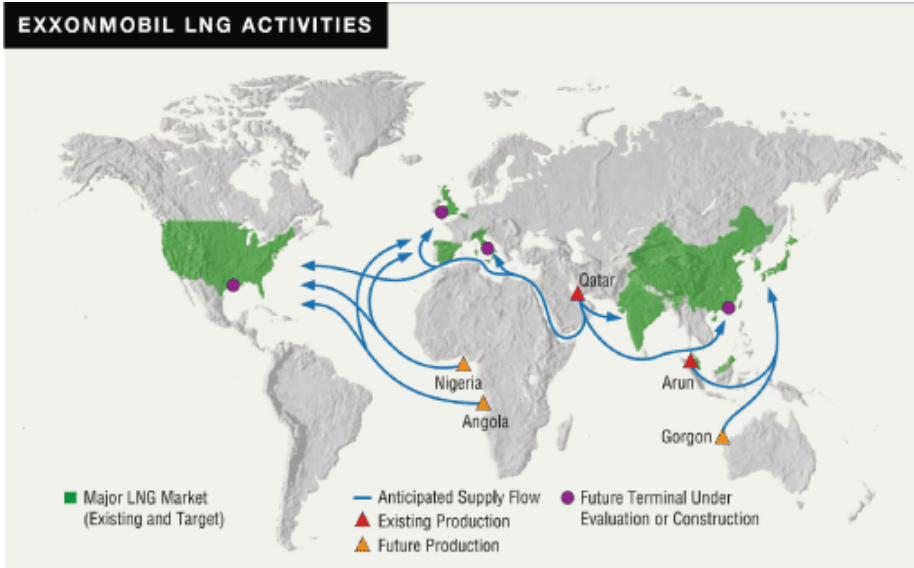 EXXONMOBIL LNG ACTIVITIES
Qatar
Nigeria
Arun
Angola
Gorgon
Major LNG Market
(Existing and Target)
Anticipated Supply Flow
Existing Production
Future Production
Future Terminal Under
Evaluation or Construction